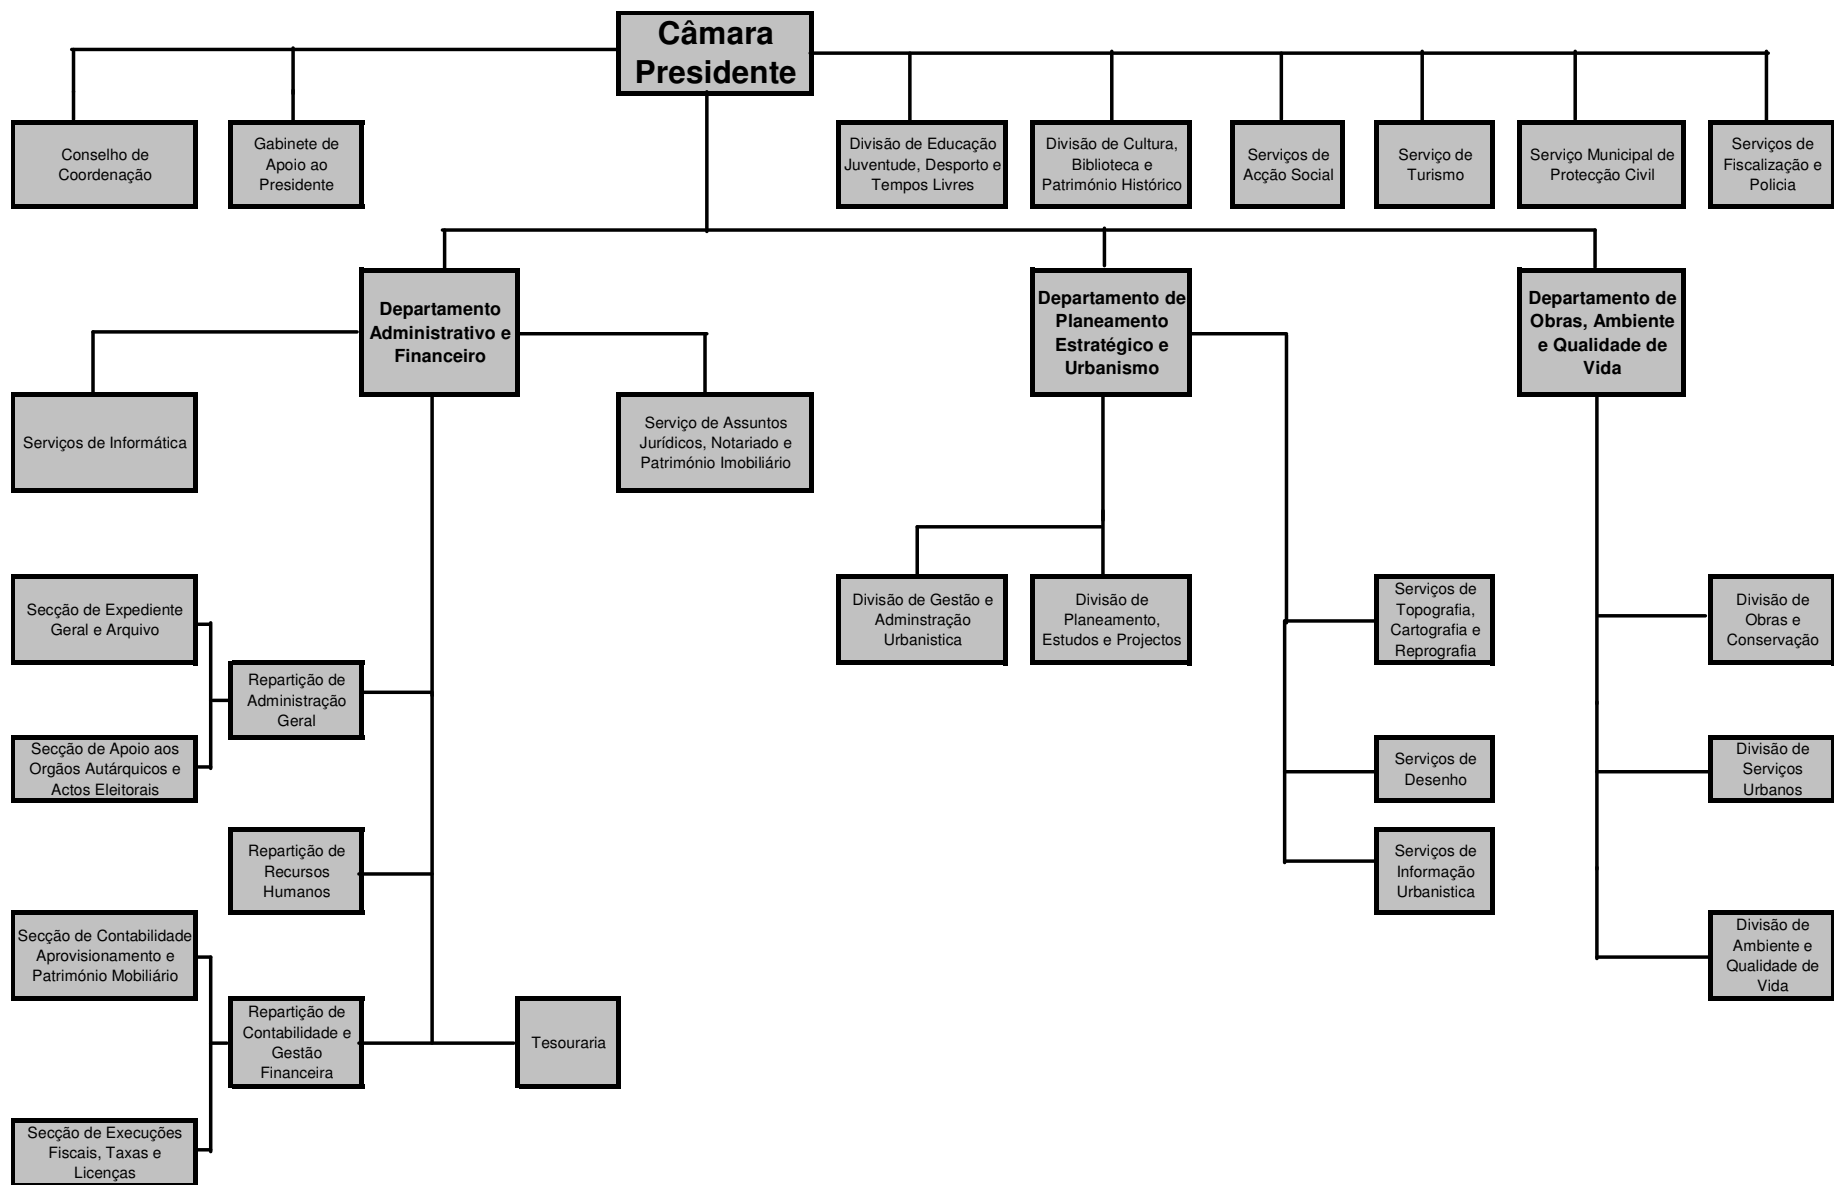 Câmara
Presidente
Conselho de
Coordenação
Gabinete de
Apoio ao
Presidente
Divisão de Educação
Juventude, Desporto e
Tempos Livres
Divisão de Cultura,
Biblioteca e
Património Histórico
Serviços de
Acção Social
Serviço de
Turismo
Serviço Municipal de
Protecção Civil
Serviços de
Fiscalização e
Policia
Departamento
Administrativo e
Financeiro
Departamento de
Planeamento
Estratégico e
Urbanismo
Departamento de
Obras, Ambiente
e Qualidade de
Vida
Serviços de Informática
Serviço de Assuntos
Jurídicos, Notariado e
Património Imobiliário
Secção de Expediente
Geral e Arquivo
Divisão de Gestão e
Adminstração
Urbanistica
Divisão de
Planeamento,
Estudos e Projectos
Serviços de
Topografia,
Cartografia e
Reprografia
Divisão de
Obras e
Conservação
Repartição de
Administração
Geral
Secção de Apoio aos
Orgãos Autárquicos e
Actos Eleitorais
Serviços de
Desenho
Divisão de
Serviços
Urbanos
Repartição de
Recursos
Humanos
Serviços de
Informação
Urbanistica
Secção de Contabilidade
Aprovisionamento e
Património Mobiliário
Divisão de
Ambiente e
Qualidade de
Vida
Repartição de
Contabilidade e
Gestão
Financeira
Tesouraria
Secção de Execuções
Fiscais, Taxas e
Licenças